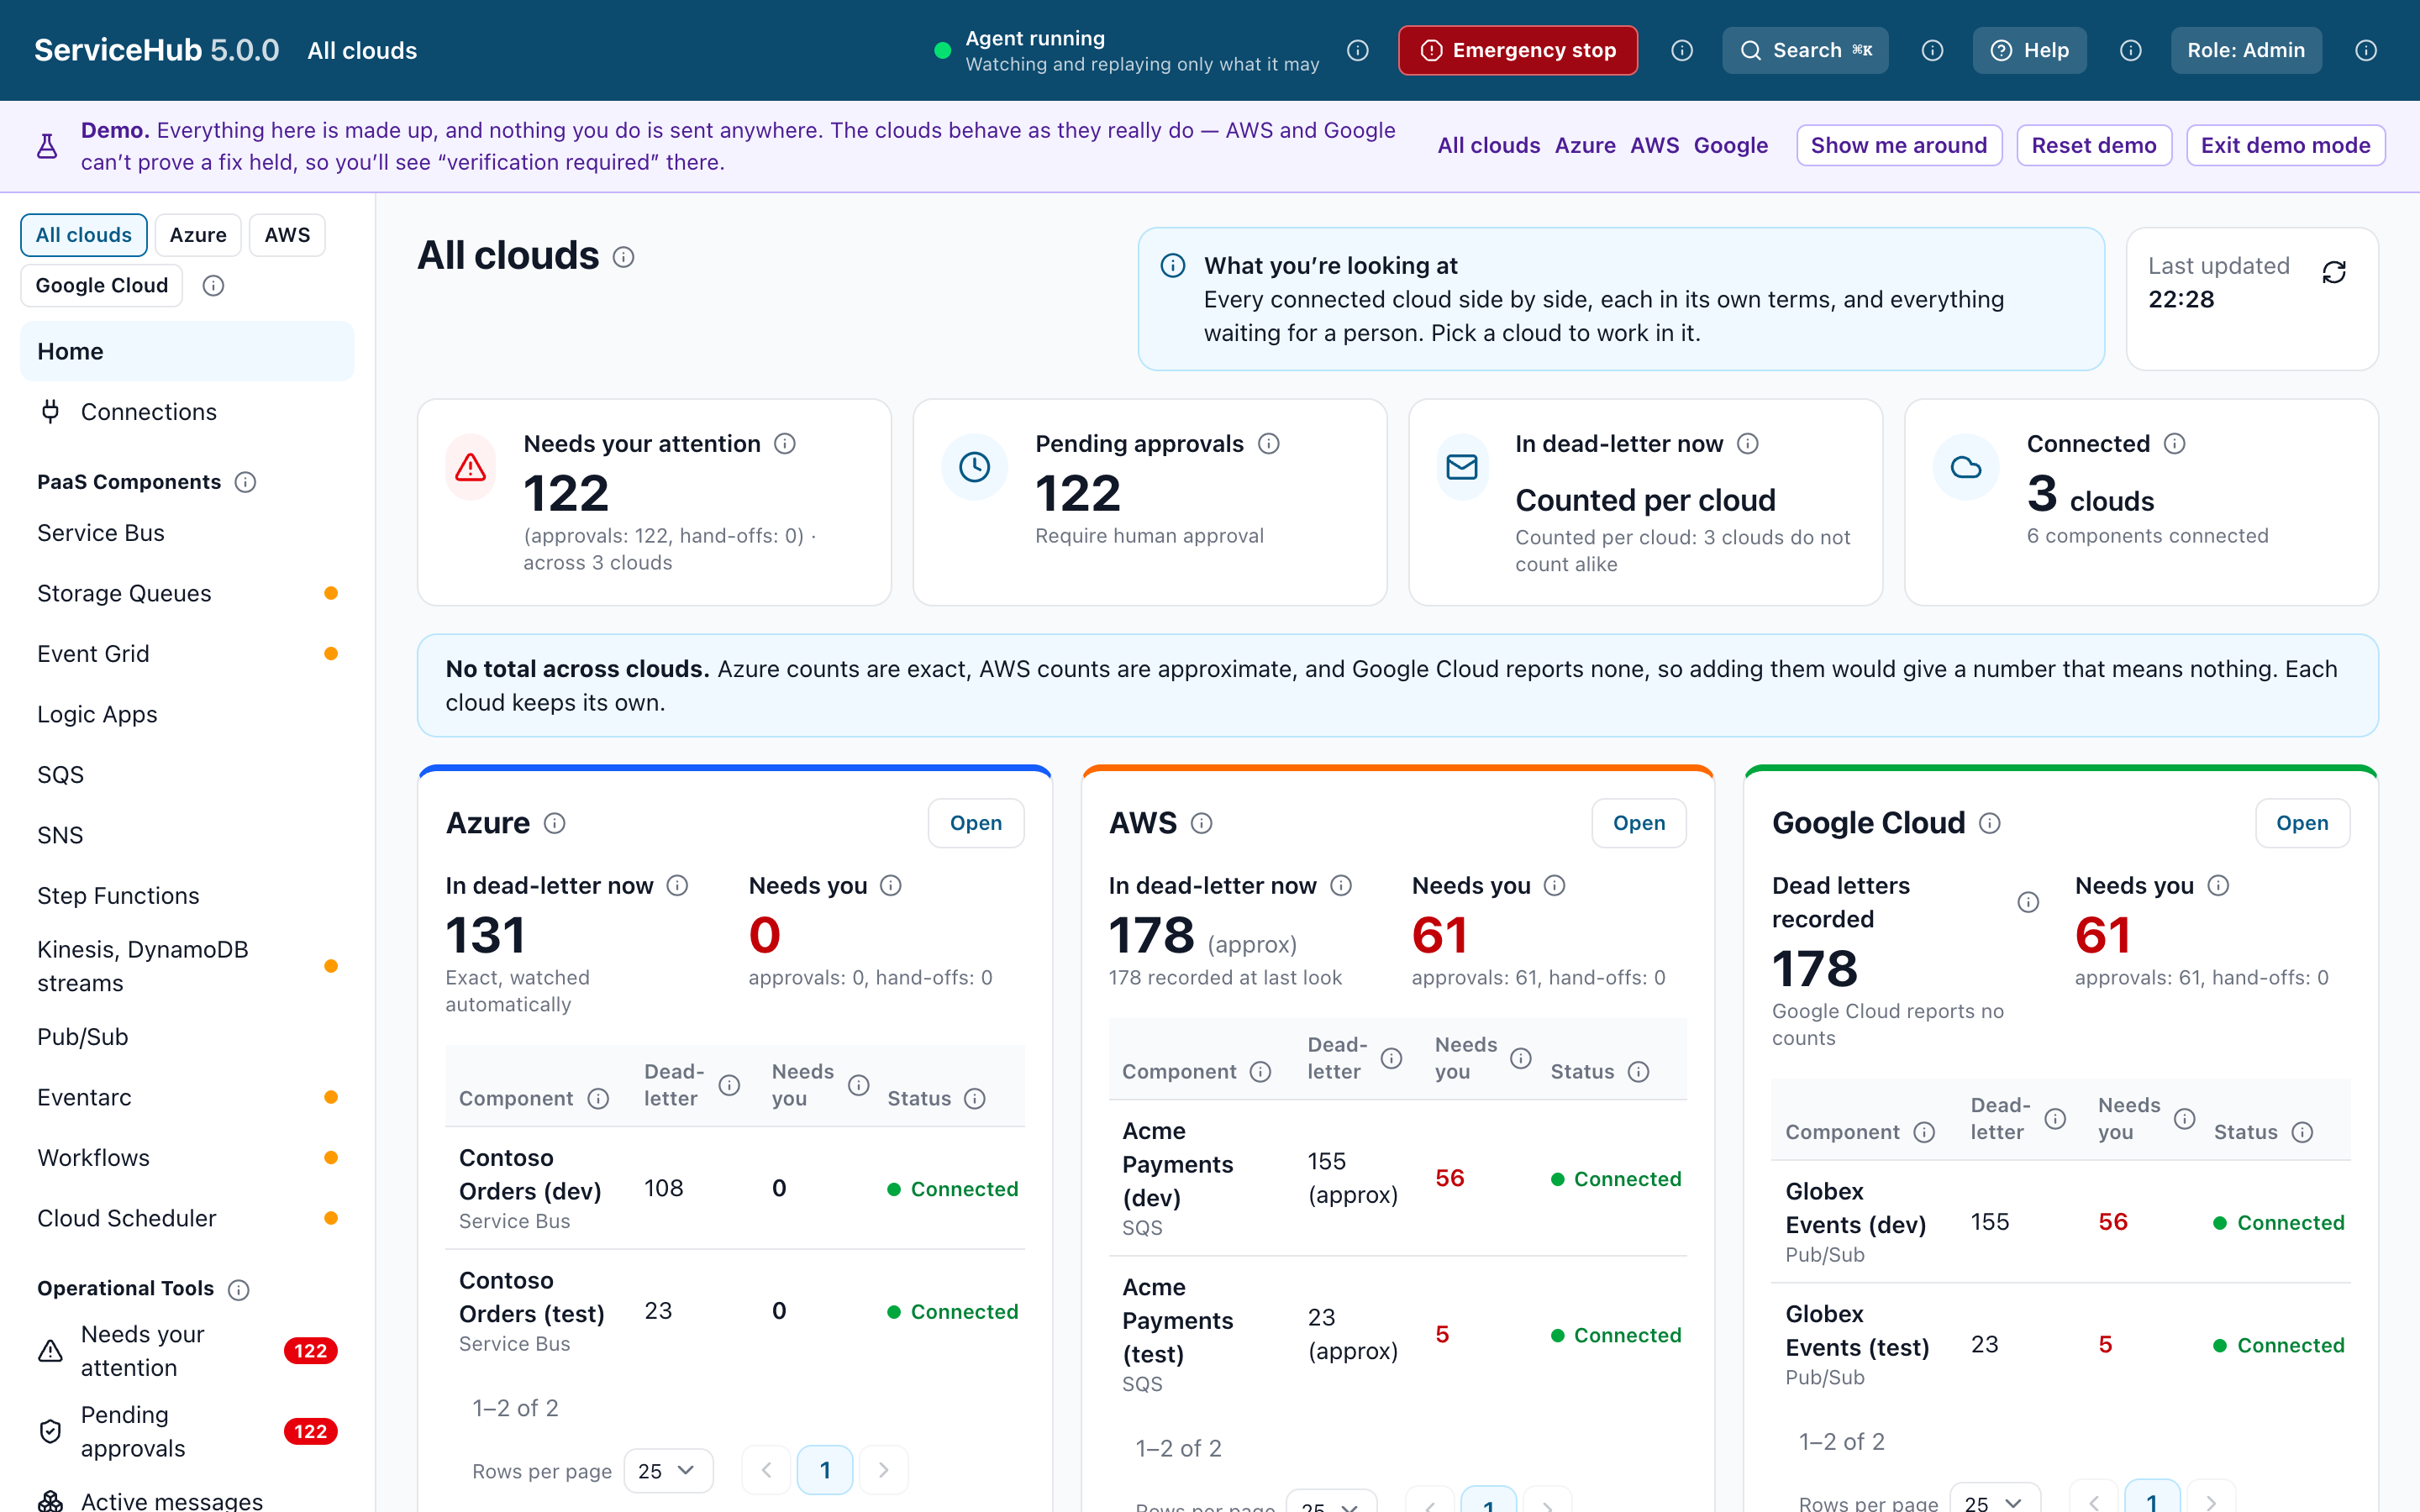 ServiceHub 5.0.0 All clouds
Agent running
Watching and replaying only what it may
Emergency stop
Search ⌘K
Help
Role: Admin
Demo. Everything here is made up, and nothing you do is sent anywhere. The clouds behave as they really do — AWS and Google
can’t prove a fix held, so you’ll see “verification required” there.
All clouds Azure AWS Google
Show me around
Reset demo
Exit demo mode
All clouds Azure AWS
Google Cloud
Home
Connections
PaaS Components
Service Bus
Storage Queues
Event Grid
Logic Apps
SQS
SNS
Step Functions
Kinesis, DynamoDB
streams
Pub/Sub
Eventarc
Workflows
Cloud Scheduler
Operational Tools
Needs your
attention
122
Pending
approvals
122
Active messages
All clouds
What you’re looking at
Every connected cloud side by side, each in its own terms, and everything
waiting for a person. Pick a cloud to work in it.
Last updated
22:28
Needs your attention
122
(approvals: 122, hand-offs: 0) ·
across 3 clouds
Pending approvals
122
Require human approval
In dead-letter now
Counted per cloud
Counted per cloud: 3 clouds do not
count alike
Connected
3 clouds
6 components connected
No total across clouds. Azure counts are exact, AWS counts are approximate, and Google Cloud reports none, so adding them would give a number that means nothing. Each
cloud keeps its own.
Azure
Open
In dead-letter now
131
Exact, watched
automatically
Needs you
0
approvals: 0, hand-offs: 0
Component
Dead-
letter
Needs
you
Status
Contoso
Orders (dev)
Service Bus
108
0
Connected
Contoso
Orders (test)
Service Bus
23
0
Connected
1–2 of 2
Rows per page 25
1
AWS
Open
In dead-letter now
178 (approx)
178 recorded at last look
Needs you
61
approvals: 61, hand-offs: 0
Component
Dead-
letter
Needs
you
Status
Acme
Payments
(dev)
SQS
155
(approx)
56
Connected
Acme
Payments
(test)
SQS
23
(approx)
5
Connected
1–2 of 2
Rows per page 25
1
Google Cloud
Open
Dead letters
recorded
178
Google Cloud reports no
counts
Needs you
61
approvals: 61, hand-offs: 0
Component
Dead-
letter
Needs
you
Status
Globex
Events (dev)
Pub/Sub
155
56
Connected
Globex
Events (test)
Pub/Sub
23
5
Connected
1–2 of 2
Rows per page 25
1